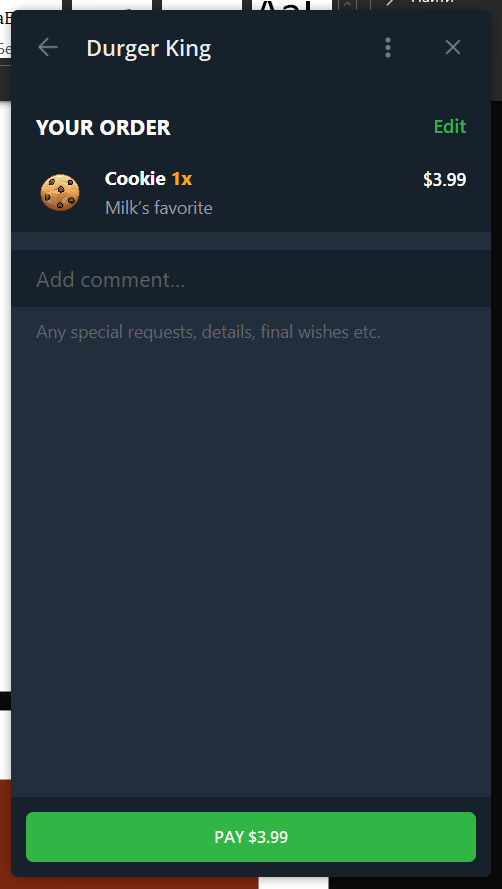 Durger King
YOUR ORDER
Edit
Cookie 1x
$3.99
Milk’s favorite
Add comment...
Any special requests, details, final wishes etc.
PAY $3.99